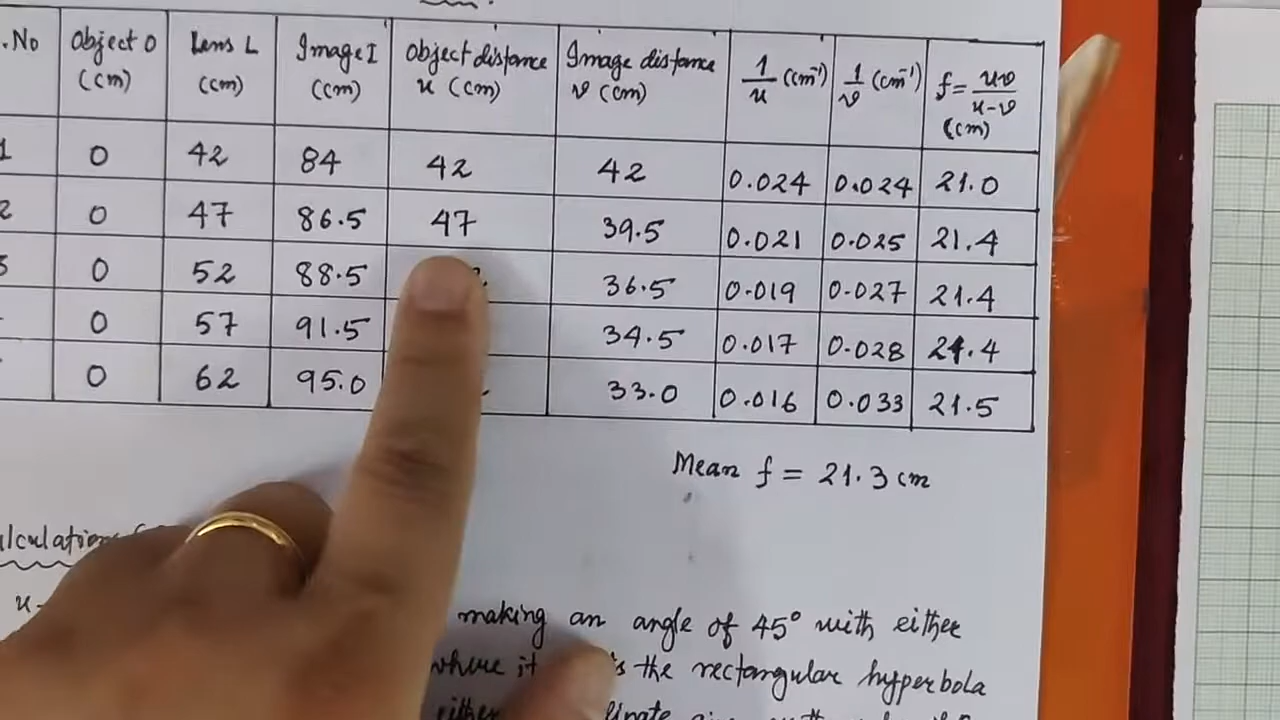 .No Object O (cm) Lens L (cm) Image I (cm) Object distance u (cm) Image distance v (cm) 1/u (cm⁻¹) 1/v (cm⁻¹) f = uv/u-v (cm)
1 0 42 84 42 42 0.024 0.024 21.0
2 0 47 86.5 47 39.5 0.021 0.025 21.4
0 52 88.5 36.5 0.019 0.027 21.4
0 57 91.5 34.5 0.017 0.028 21.4
0 62 95.0 33.0 0.016 0.033 21.5
Mean f = 21.3 cm
alculation
u- making an angle of 45° with either
where it the rectangular hyperbola